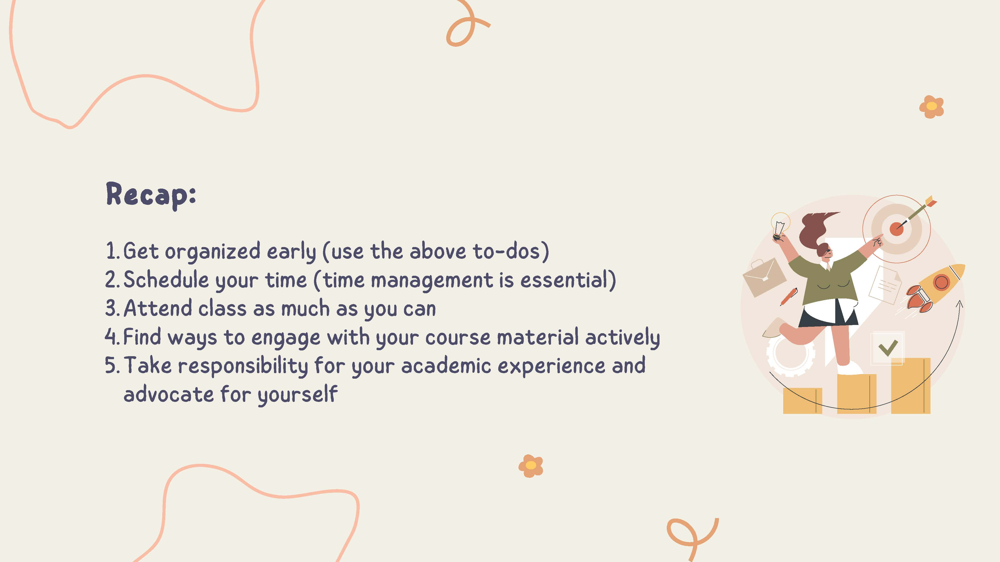 Recap:
1. Get organized early (use the above to-dos)
2. Schedule your time (time management is essential)
3. Attend class as much as you can
4. Find ways to engage with your course material actively
5. Take responsibility for your academic experience and
advocate for yourself